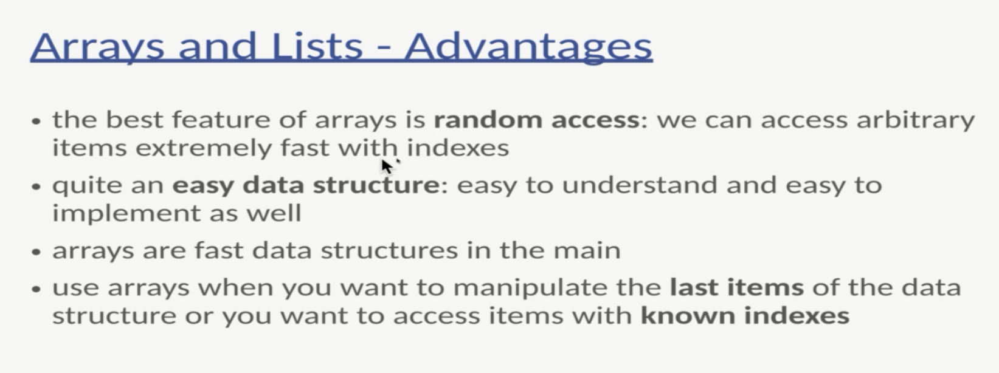 Arrays and Lists - Advantages
• the best feature of arrays is random access: we can access arbitrary
items extremely fast with indexes
• quite an easy data structure: easy to understand and easy to
implement as well
• arrays are fast data structures in the main
• use arrays when you want to manipulate the last items of the data
structure or you want to access items with known indexes